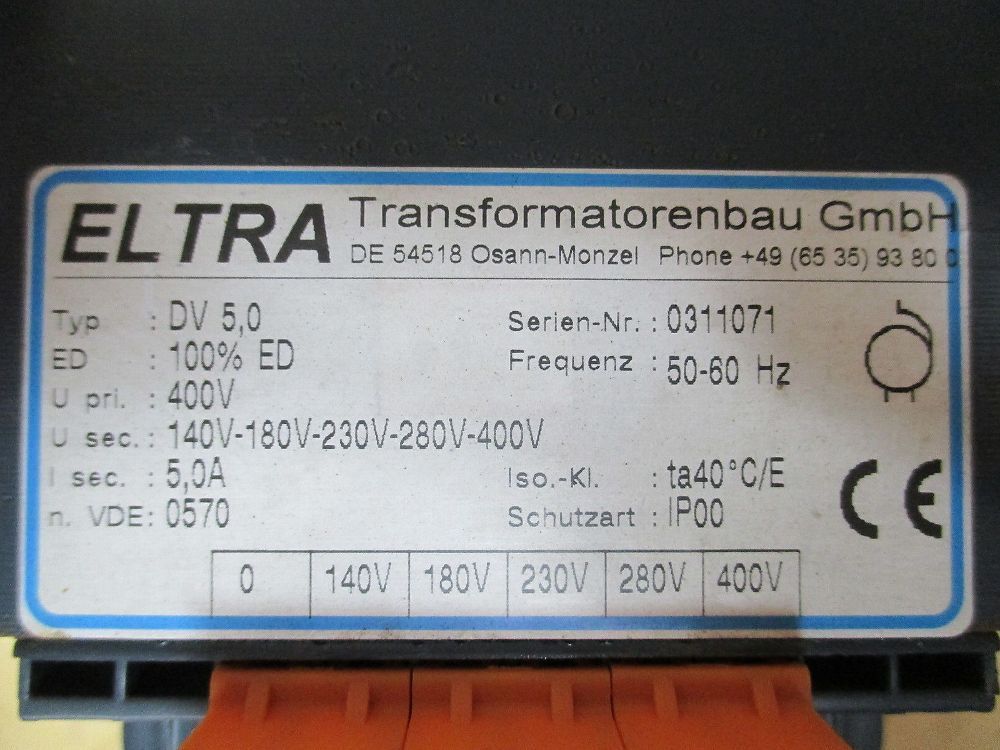 ELTRA Transformatorenbau GmbH
DE 54518 Osann-Monzel Phone +49 (65 35) 93 80 0
Typ : DV 5,0 Serien-Nr. : 0311071
ED : 100% ED Frequenz : 50-60 Hz
U pri. : 400V
U sec. : 140V-180V-230V-280V-400V
I sec. : 5,0A Iso.-Kl. : ta40°C/E
n. VDE: 0570 Schutzart : IP00
CE
0 140V 180V 230V 280V 400V